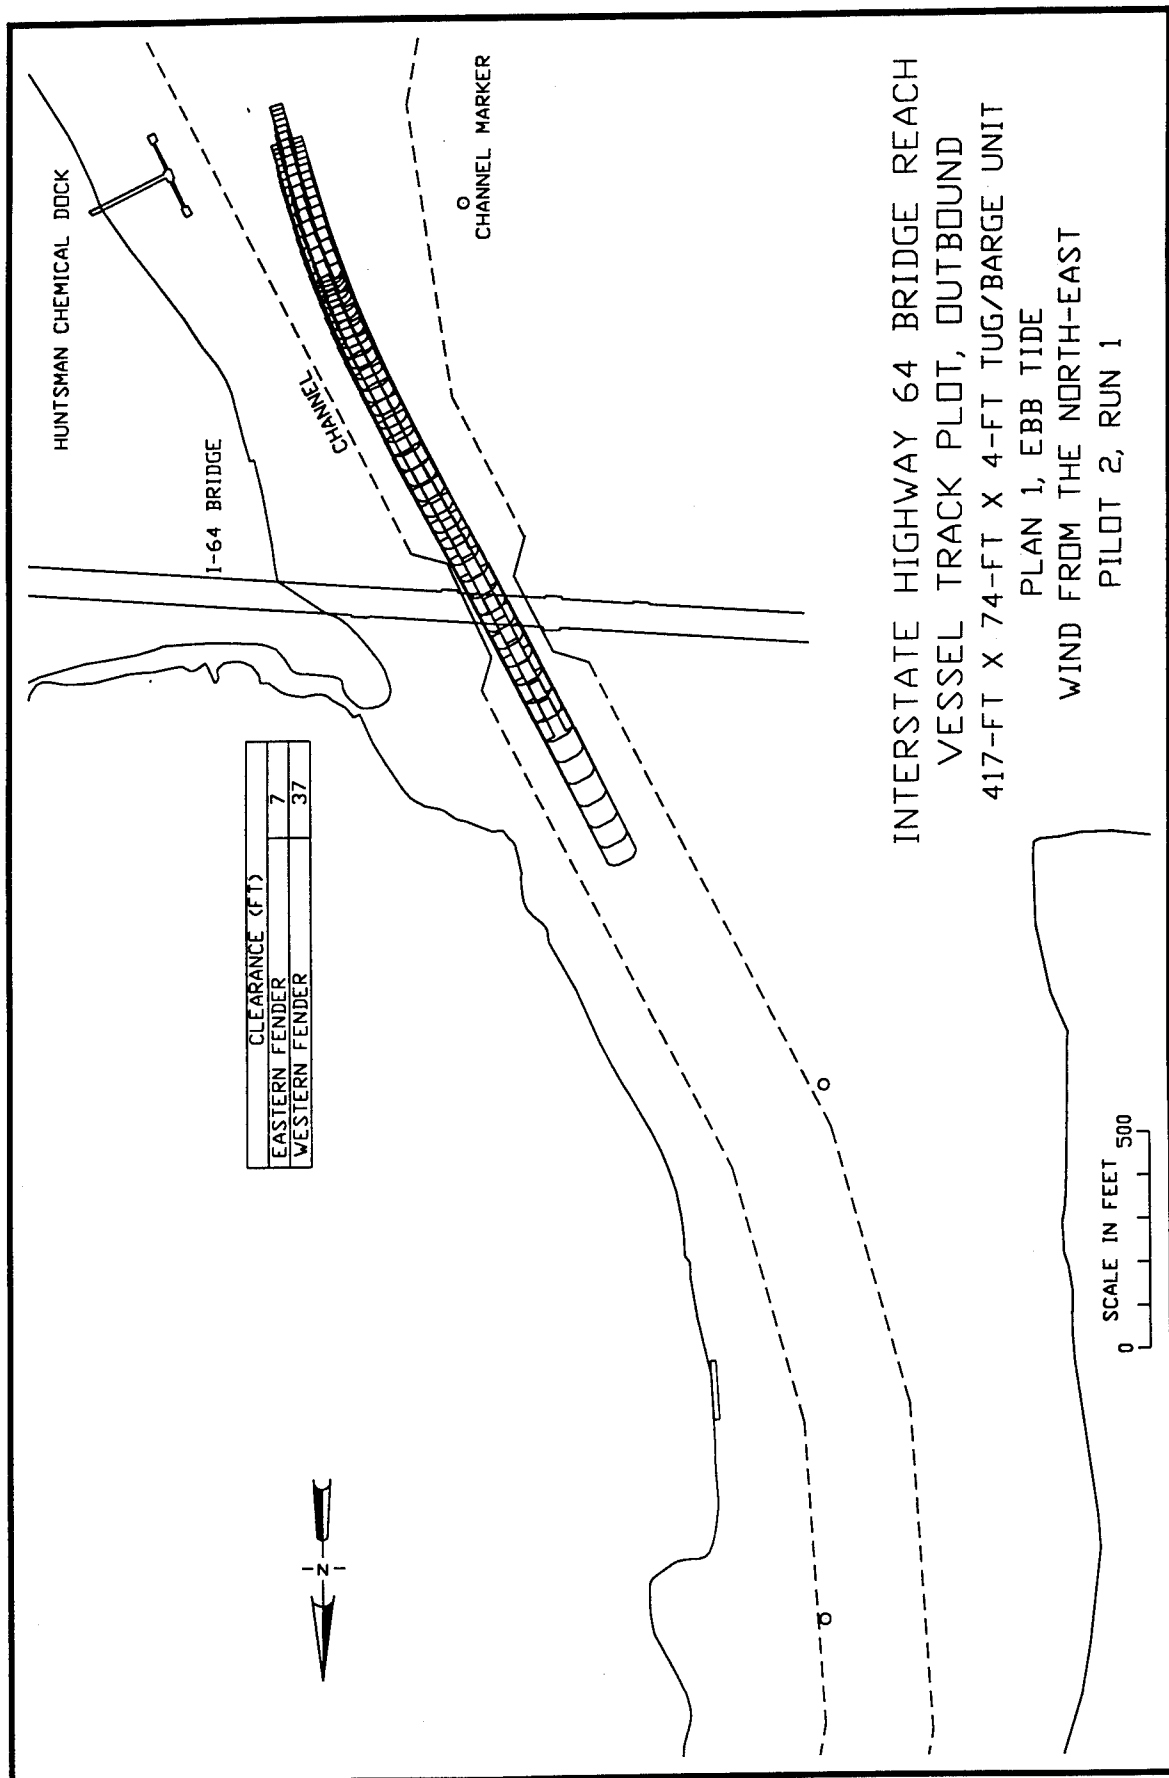 HUNTSMAN CHEMICAL DOCK
CHANNEL MARKER
CHANNEL
I-64 BRIDGE
CLEARANCE (FT)
EASTERN FENDER 7
WESTERN FENDER 37
N
INTERSTATE HIGHWAY 64 BRIDGE REACH
VESSEL TRACK PLOT, OUTBOUND
417-FT X 74-FT X 4-FT TUG/BARGE UNIT
PLAN 1, EBB TIDE
WIND FROM THE NORTH-EAST
PILOT 2, RUN 1
SCALE IN FEET
0 500